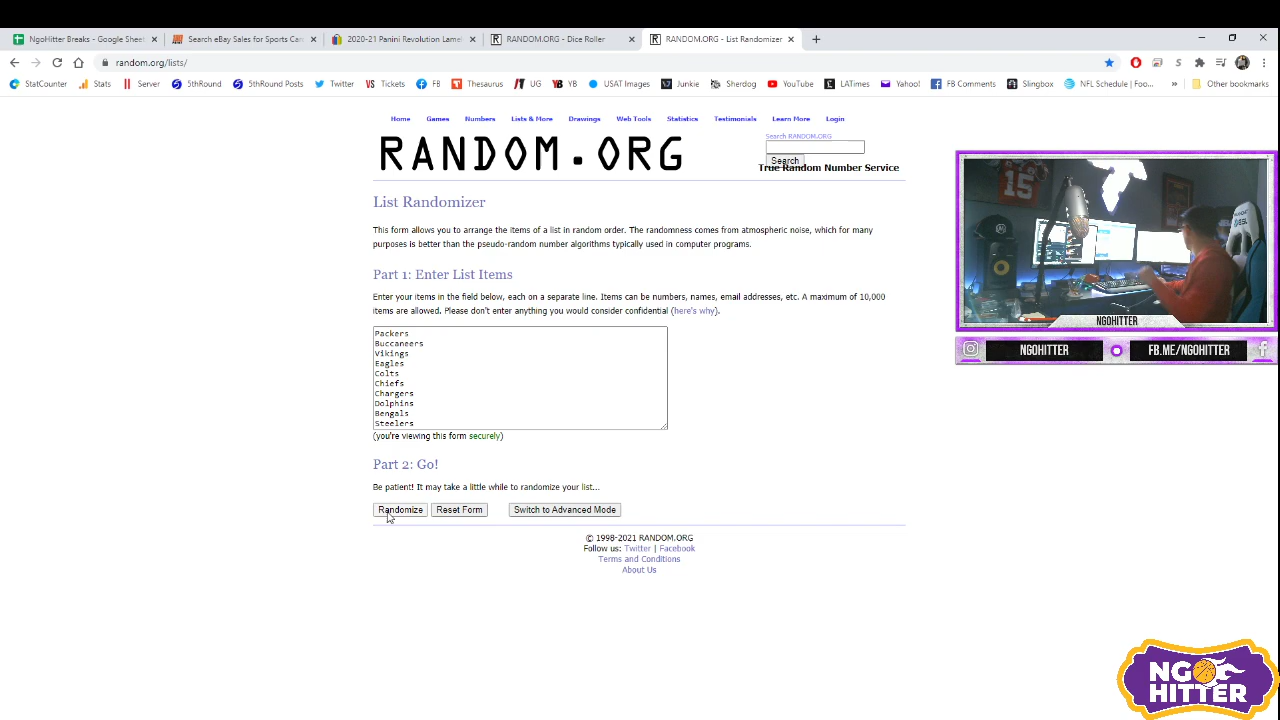 NgoHitter Breaks - Google Sheet
Search eBay Sales for Sports Car
2020-21 Panini Revolution Lamel
RANDOM.ORG - Dice Roller
RANDOM.ORG - List Randomizer
random.org/lists/
StatCounter
Stats
Server
5thRound
5thRound Posts
Twitter
Tickets
FB
Thesaurus
UG
YB
USAT Images
Junkie
Sherdog
YouTube
LATimes
Yahoo!
FB Comments
Slingbox
NFL Schedule | Foo...
Other bookmarks
Home
Games
Numbers
Lists & More
Drawings
Web Tools
Statistics
Testimonials
Learn More
Login
RANDOM.ORG
Search RANDOM.ORG
Search
True Random Number Service
List Randomizer
This form allows you to arrange the items of a list in random order. The randomness comes from atmospheric noise, which for many
purposes is better than the pseudo-random number algorithms typically used in computer programs.
Part 1: Enter List Items
Enter your items in the field below, each on a separate line. Items can be numbers, names, email addresses, etc. A maximum of 10,000
items are allowed. Please don't enter anything you would consider confidential (here's why).
Packers
Buccaneers
Vikings
Eagles
Colts
Chiefs
Chargers
Dolphins
Bengals
Steelers
(you're viewing this form securely)
Part 2: Go!
Be patient! It may take a little while to randomize your list...
Randomize
Reset Form
Switch to Advanced Mode
© 1998-2021 RANDOM.ORG
Follow us: Twitter | Facebook
Terms and Conditions
About Us
15
NGOHITTER
NGOHITTER
FB.ME/NGOHITTER
NGO
HITTER